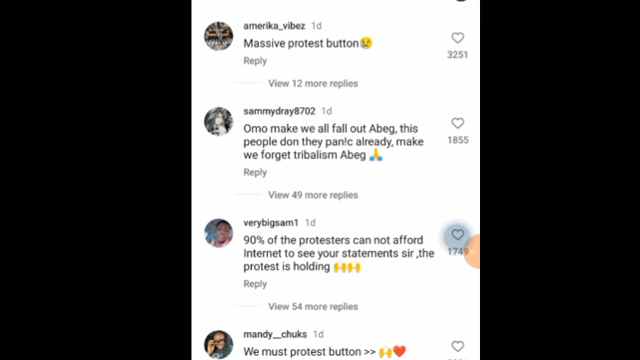 amerika_vibez 1d
Massive protest button😢
3251
Reply
View 12 more replies
sammydray8702 1d
Omo make we all fall out Abeg, this
people don they pan!c already, make
we forget tribalism Abeg 🙏
1855
Reply
View 49 more replies
verybigsam1 1d
90% of the protesters can not afford
Internet to see your statements sir ,the
protest is holding 🙌🙌
1749
Reply
View 54 more replies
mandy__chuks 1d
We must protest button >> 🙌❤️